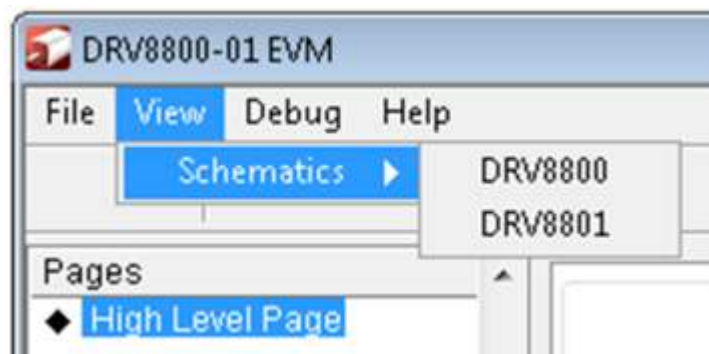 DRV8800-01 EVM
File View Debug Help
Schematics DRV8800
DRV8801
Pages
High Level Page